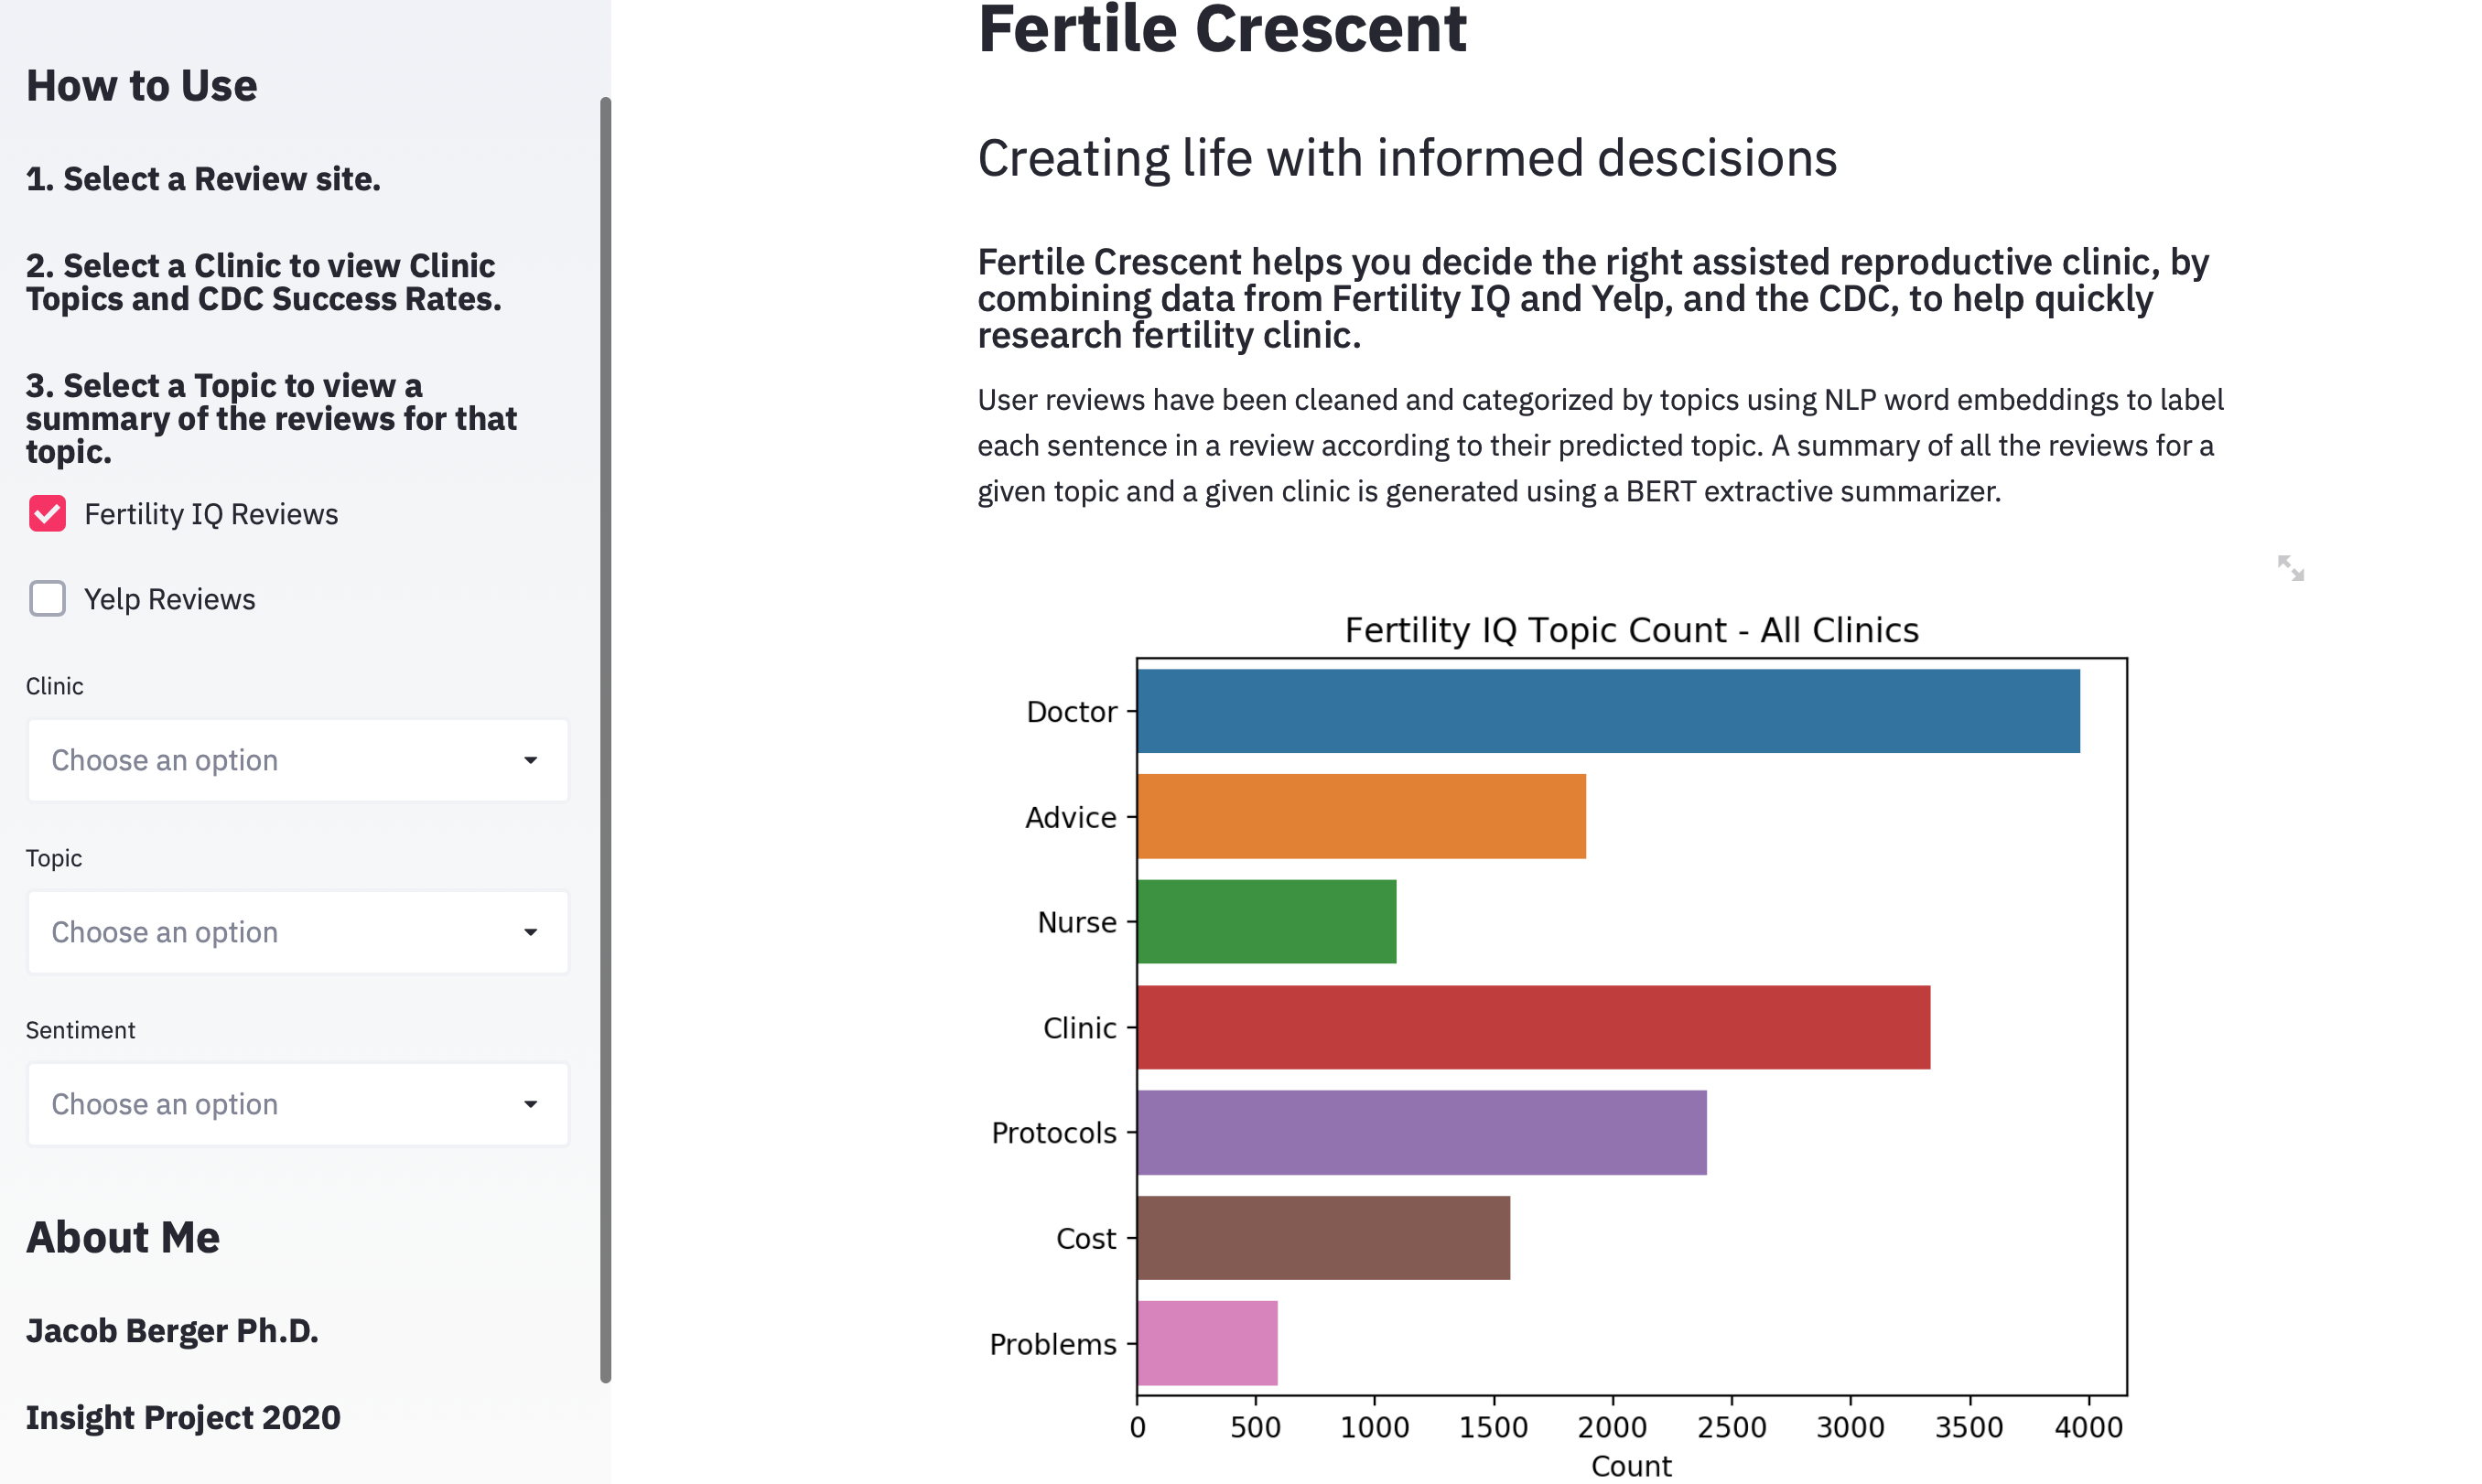 How to Use
1. Select a Review site.
2. Select a Clinic to view Clinic
Topics and CDC Success Rates.
3. Select a Topic to view a
summary of the reviews for that
topic.
Fertility IQ Reviews
Yelp Reviews
Clinic
Choose an option
Topic
Choose an option
Sentiment
Choose an option
About Me
Jacob Berger Ph.D.
Insight Project 2020
Fertile Crescent
Creating life with informed descisions
Fertile Crescent helps you decide the right assisted reproductive clinic, by
combining data from Fertility IQ and Yelp, and the CDC, to help quickly
research fertility clinic.
User reviews have been cleaned and categorized by topics using NLP word embeddings to label
each sentence in a review according to their predicted topic. A summary of all the reviews for a
given topic and a given clinic is generated using a BERT extractive summarizer.
Fertility IQ Topic Count - All Clinics
Doctor
Advice
Nurse
Clinic
Protocols
Cost
Problems
0 500 1000 1500 2000 2500 3000 3500 4000
Count